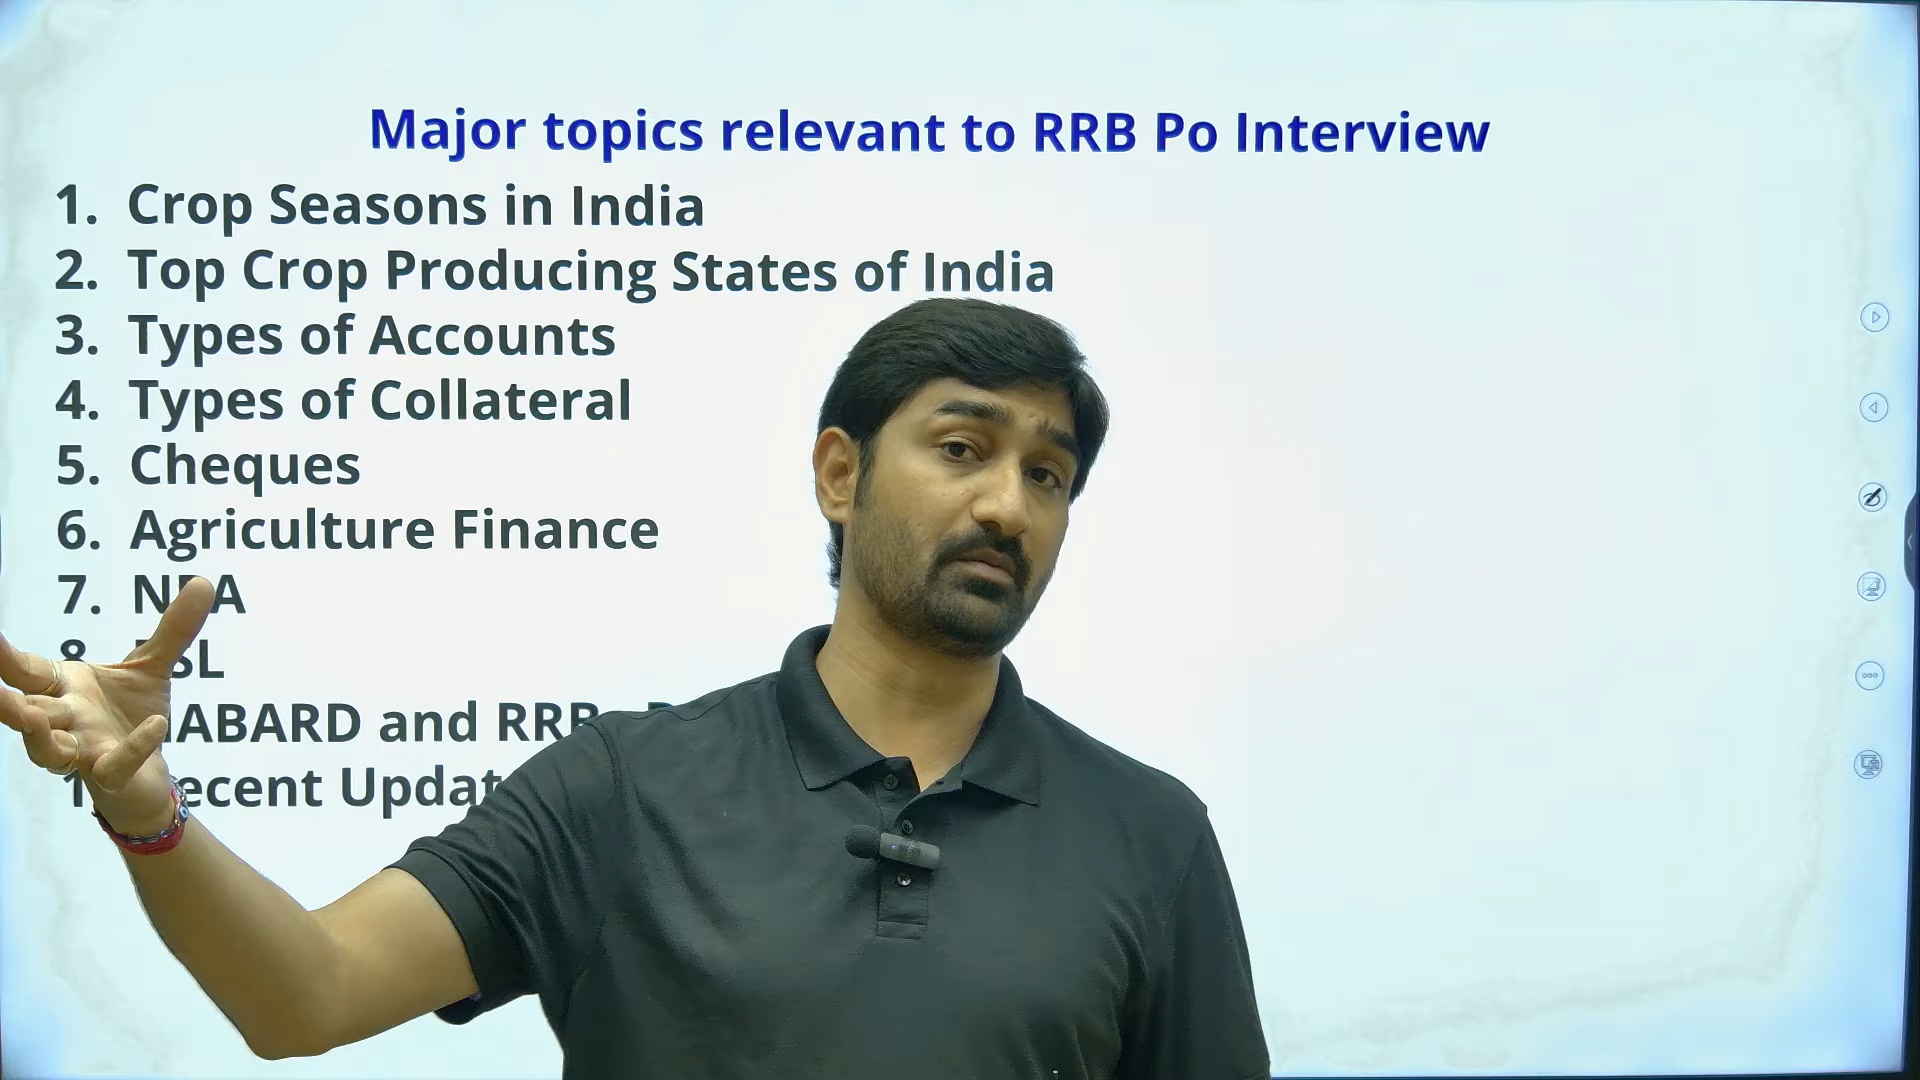 Major topics relevant to RRB Po Interview
1. Crop Seasons in India
2. Top Crop Producing States of India
3. Types of Accounts
4. Types of Collateral
5. Cheques
6. Agriculture Finance
7.
8.
and